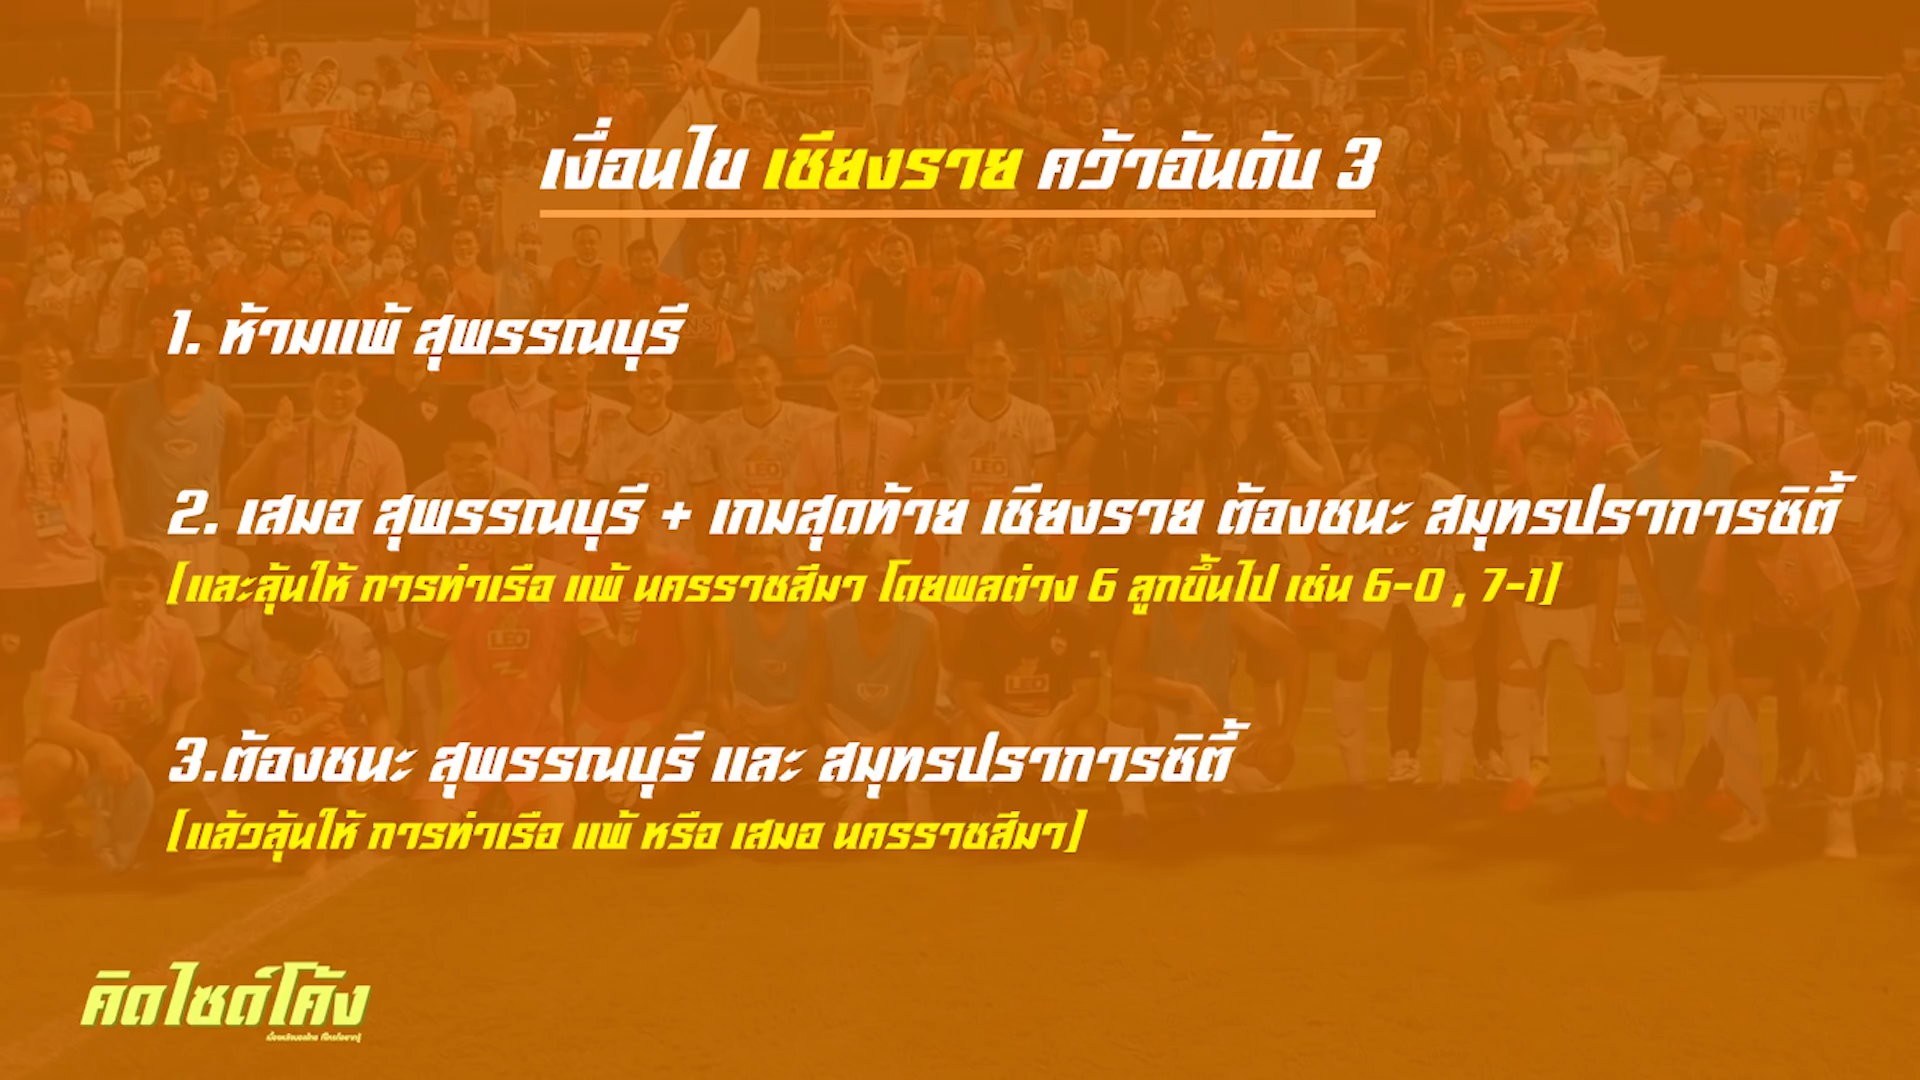 เงื่อนไข เชียงราย คว้าอันดับ 3
1. ห้ามแพ้ สุพรรณบุรี
2. เสมอ สุพรรณบุรี + เกมสุดท้าย เชียงราย ต้องชนะ สมุทรปราการซิตี้
[และลุ้นให้ การท่าเรือ แพ้ นครราชสีมา โดยผลต่าง 6 ลูกขึ้นไป เช่น 6-0 , 7-1]
3.ต้องชนะ สุพรรณบุรี และ สมุทรปราการซิตี้
[แล้วลุ้นให้ การท่าเรือ แพ้ หรือ เสมอ นครราชสีมา]
คิดไซด์โค้ง
LEO
LEO
LEO
LEO